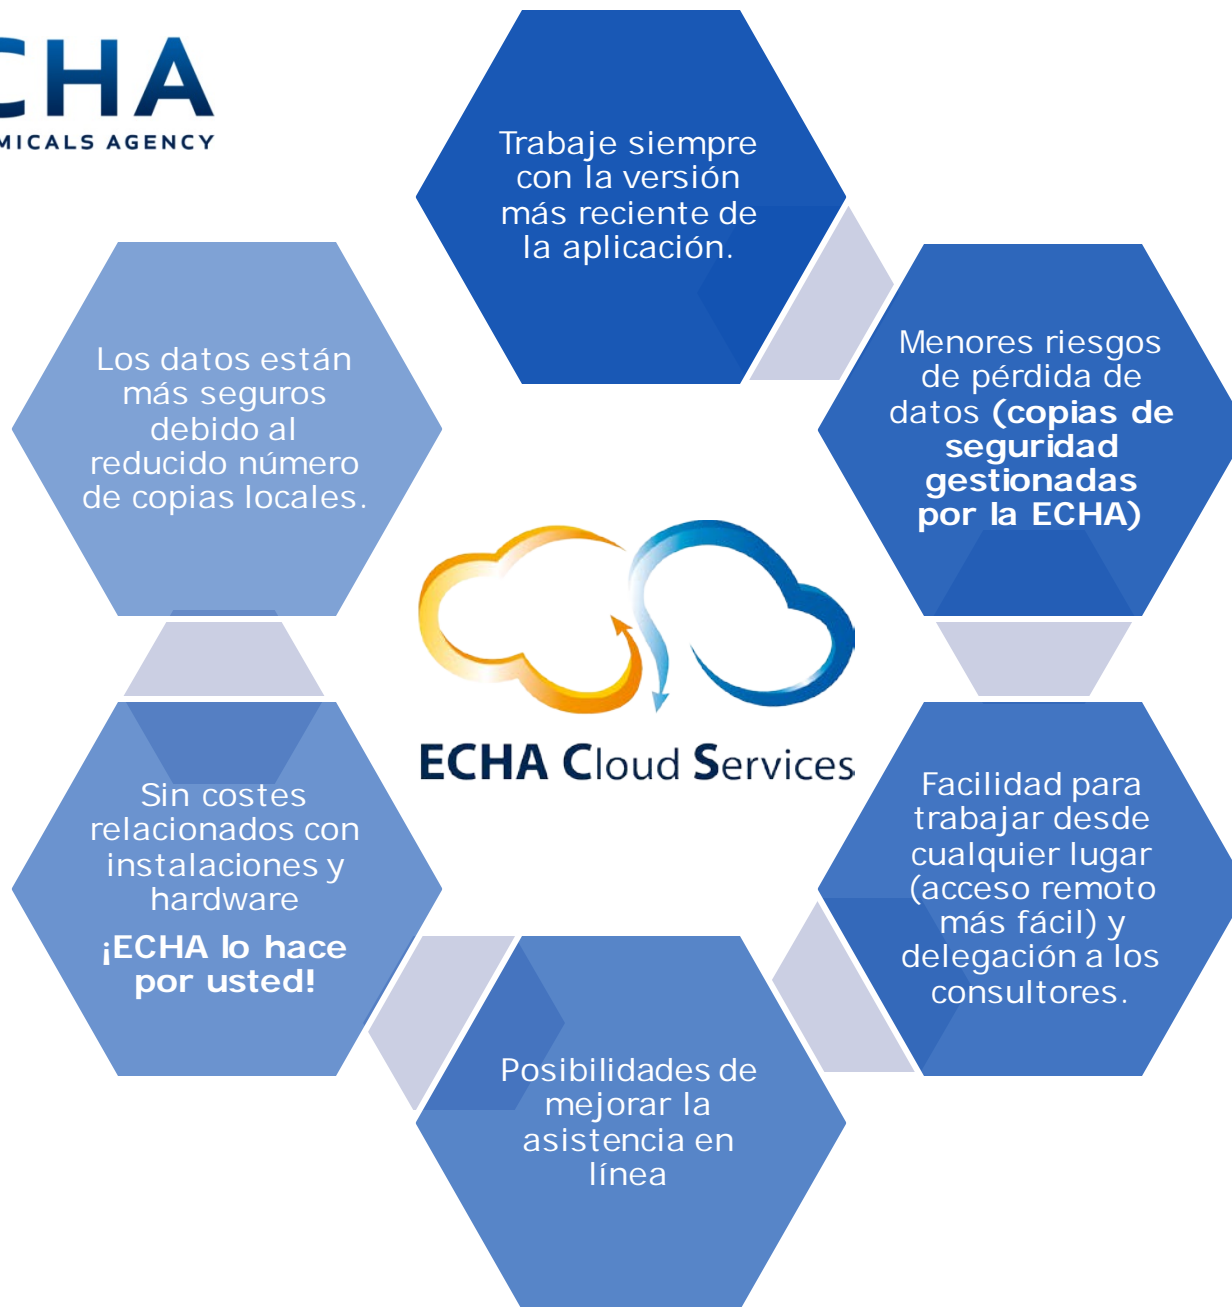 CHA
MICALS AGENCY
Trabaje siempre
con la versión
más reciente de
la aplicación.
Menores riesgos
de pérdida de
datos (copias de
seguridad
gestionadas
por la ECHA)
Facilidad para
trabajar desde
cualquier lugar
(acceso remoto
más fácil) y
delegación a los
consultores.
Posibilidades de
mejorar la
asistencia en
línea
Sin costes
relacionados con
instalaciones y
hardware
¡ECHA lo hace
por usted!
Los datos están
más seguros
debido al
reducido número
de copias locales.
ECHA Cloud Services